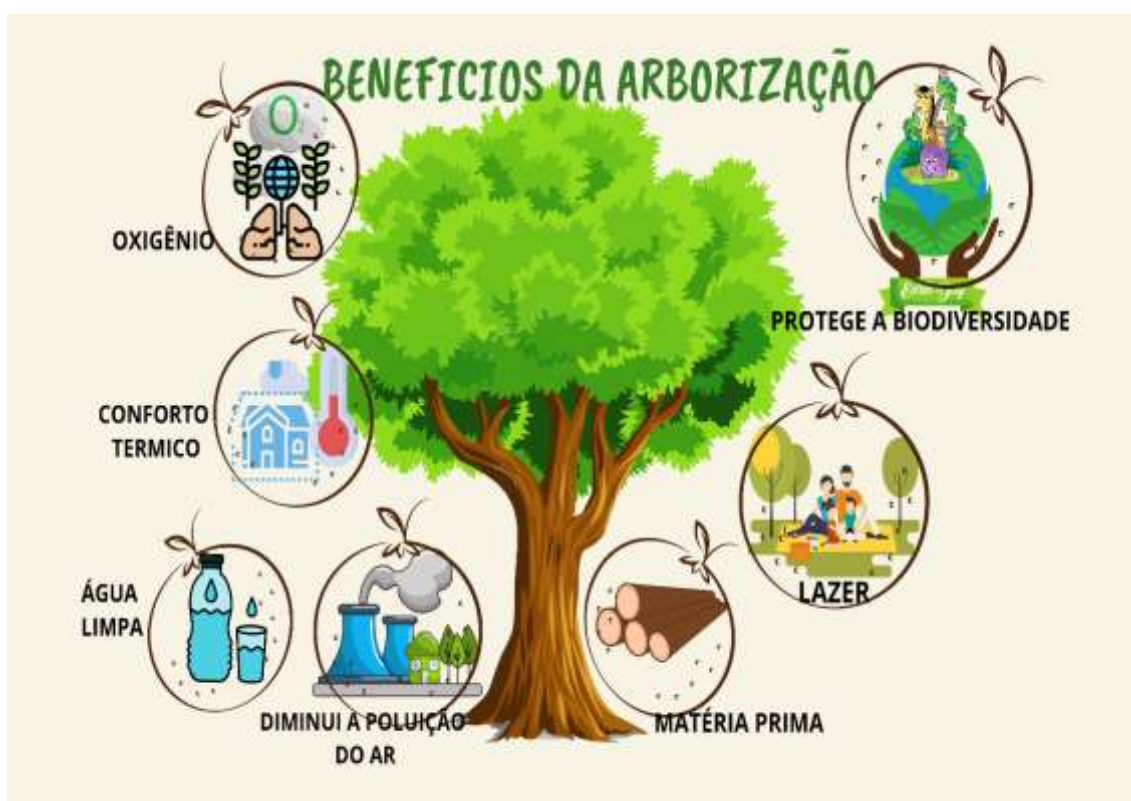 BENEFICIOS DA ARBORIZAÇÃO
O
OXIGÊNIO
PROTEGE A BIODIVERSIDADE
CONFORTO
TERMICO
LAZER
ÁGUA
LIMPA
DIMINUI A POLUIÇÃO
DO AR
MATÉRIA PRIMA